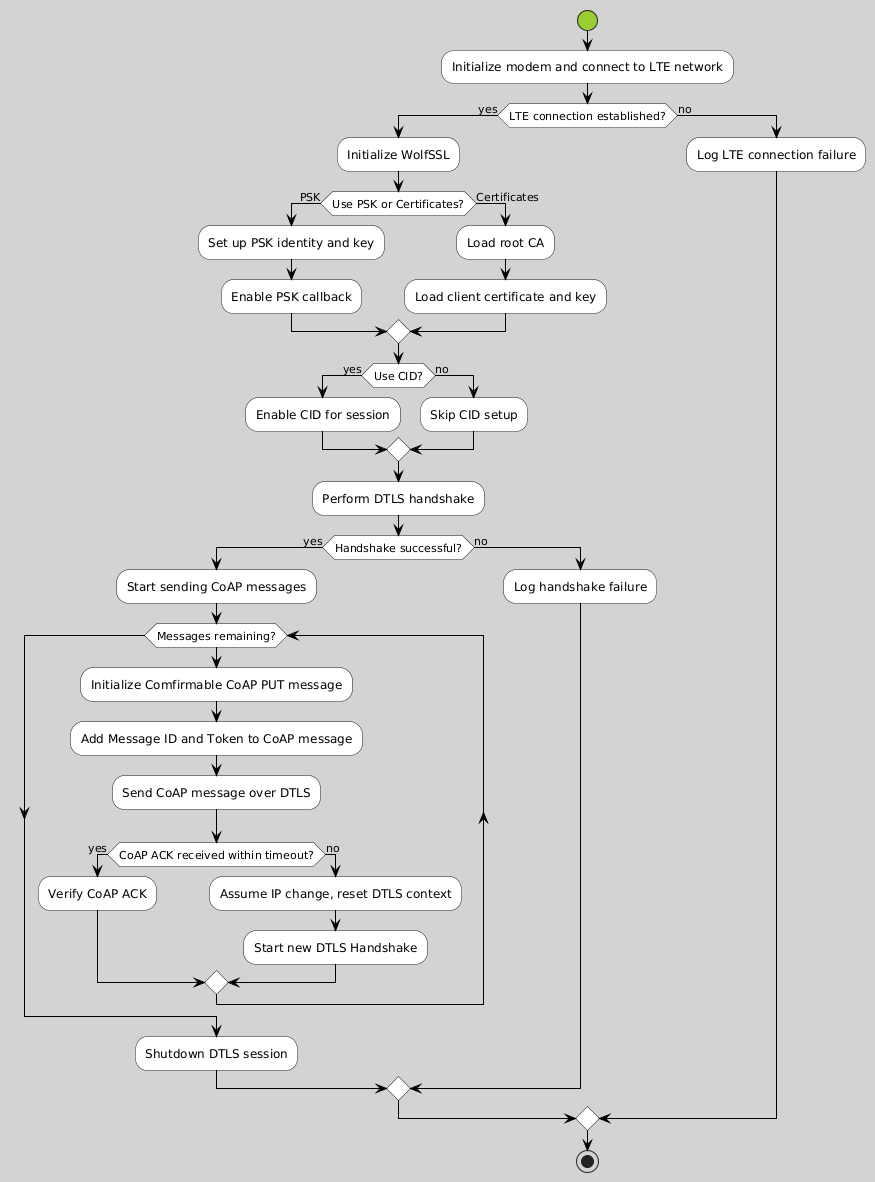 Initialize modem and connect to LTE network
yes
LTE connection established?
no
Initialize WolfSSL
Log LTE connection failure
PSK
Use PSK or Certificates?
Certificates
Set up PSK identity and key
Load root CA
Enable PSK callback
Load client certificate and key
yes
Use CID?
no
Enable CID for session
Skip CID setup
Perform DTLS handshake
yes
Handshake successful?
no
Start sending CoAP messages
Log handshake failure
Messages remaining?
Initialize Comfirmable CoAP PUT message
Add Message ID and Token to CoAP message
Send CoAP message over DTLS
yes
CoAP ACK received within timeout?
no
Verify CoAP ACK
Assume IP change, reset DTLS context
Start new DTLS Handshake
Shutdown DTLS session